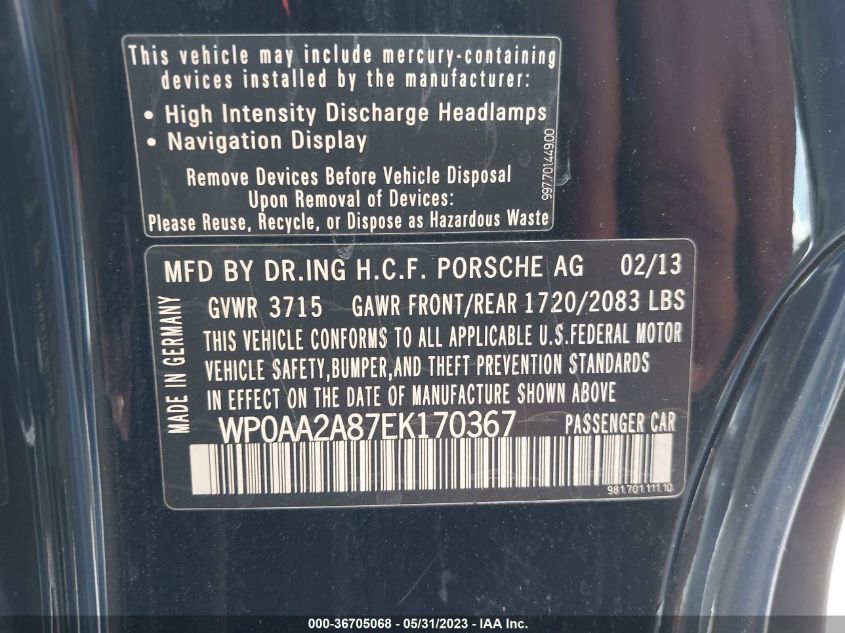 This vehicle may include mercury-containing
devices installed by the manufacturer:
• High Intensity Discharge Headlamps
• Navigation Display
Remove Devices Before Vehicle Disposal
Upon Removal of Devices:
Please Reuse, Recycle, or Dispose as Hazardous Waste
997.701.449.00
MFD BY DR.ING H.C.F. PORSCHE AG 02/13
GVWR 3715 GAWR FRONT/REAR 1720/2083 LBS
THIS VEHICLE CONFORMS TO ALL APPLICABLE U.S.FEDERAL MOTOR
VEHICLE SAFETY,BUMPER,AND THEFT PREVENTION STANDARDS
IN EFFECT ON THE DATE OF MANUFACTURE SHOWN ABOVE
MADE IN GERMANY
WP0AA2A87EK170367 PASSENGER CAR
981.701.111.10
000-36705068 - 05/31/2023 - IAA Inc.